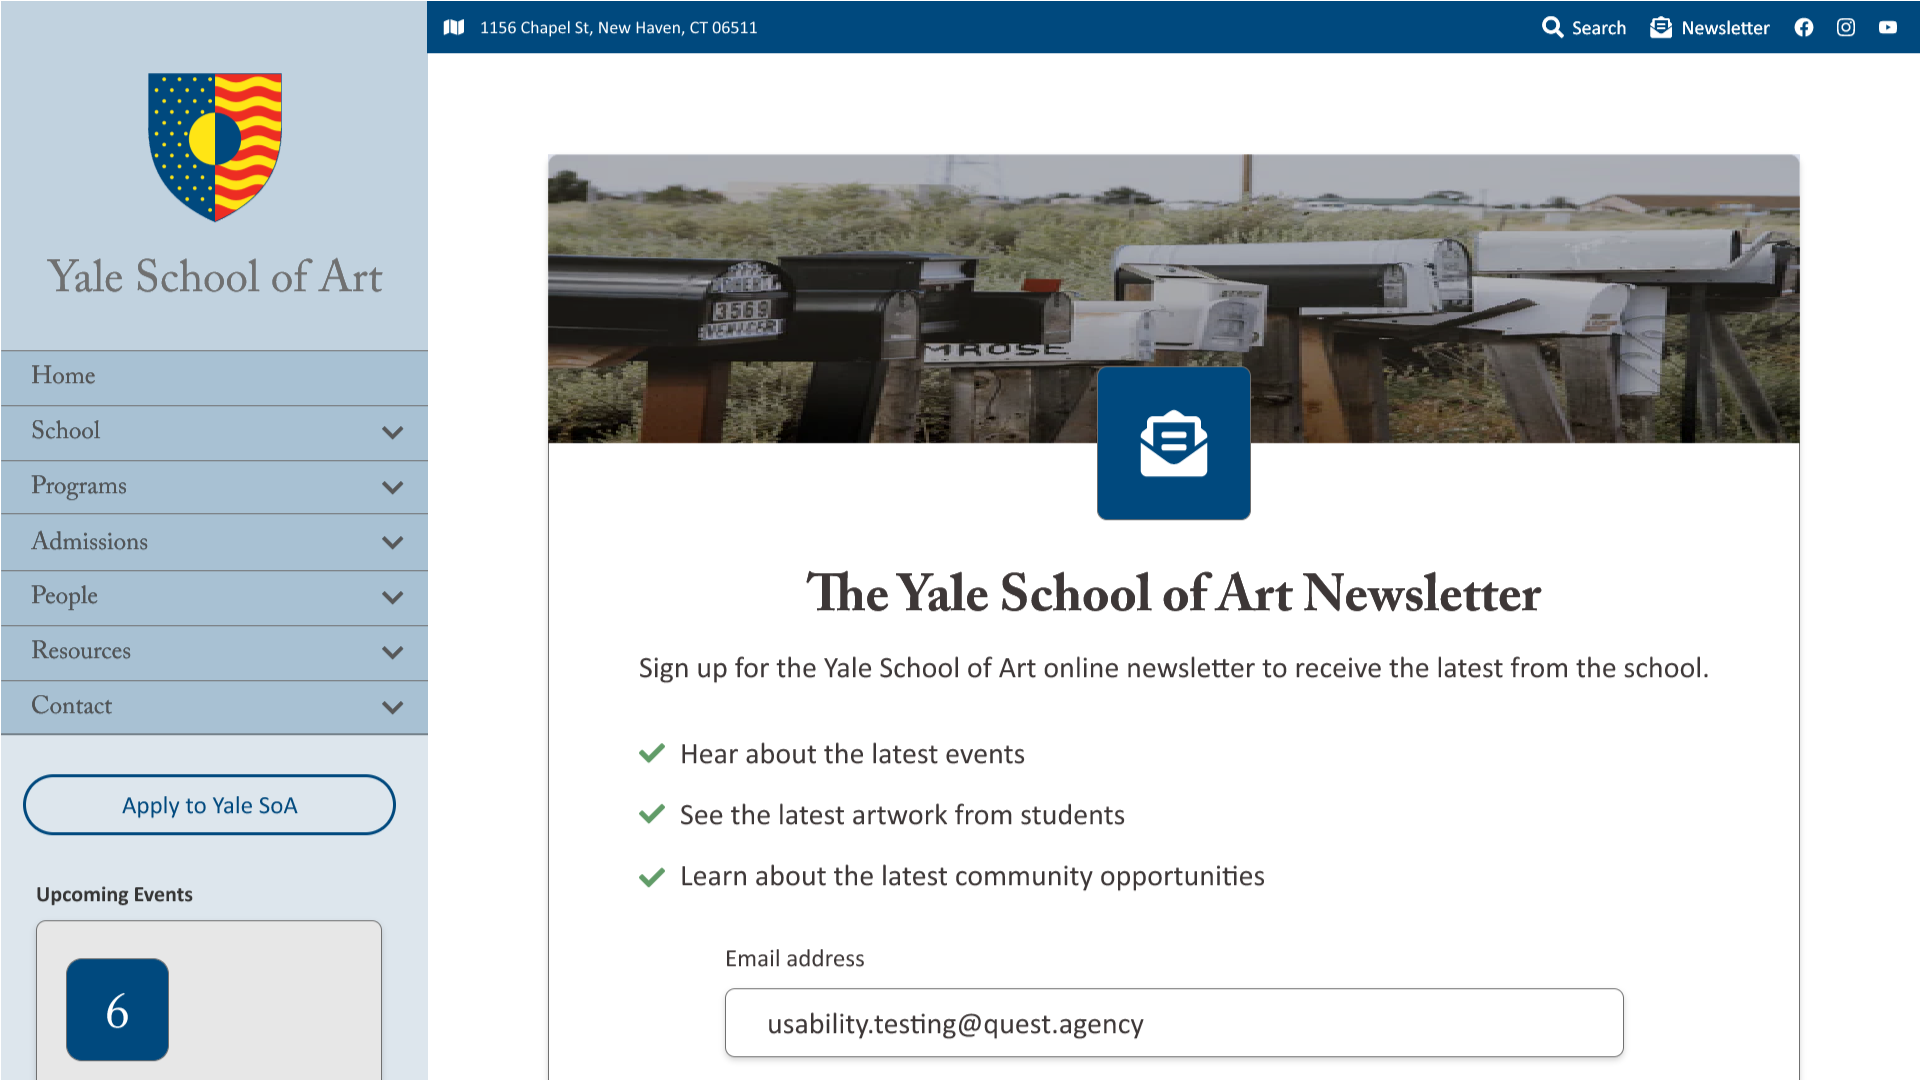 1156 Chapel St, New Haven, CT 06511
Search
Newsletter
Yale School of Art
Home
School
Programs
Admissions
People
Resources
Contact
Apply to Yale SoA
Upcoming Events
6
3569
MROSE
The Yale School of Art Newsletter
Sign up for the Yale School of Art online newsletter to receive the latest from the school.
Hear about the latest events
See the latest artwork from students
Learn about the latest community opportunities
Email address
usability.testing@quest.agency